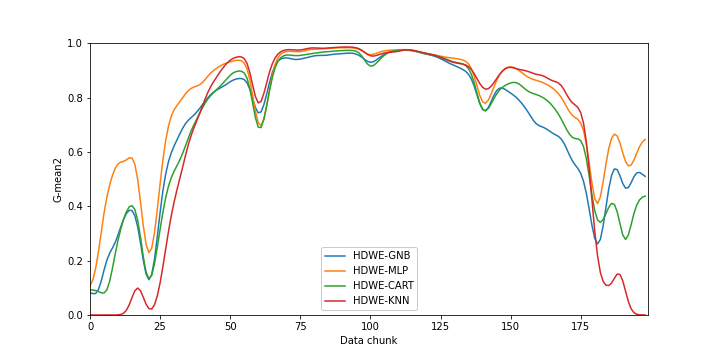 1.0
0.8
0.6
0.4
0.2
0.0
G-mean2
0
25
50
75
100
125
150
175
Data chunk
HDWE-GNB
HDWE-MLP
HDWE-CART
HDWE-KNN